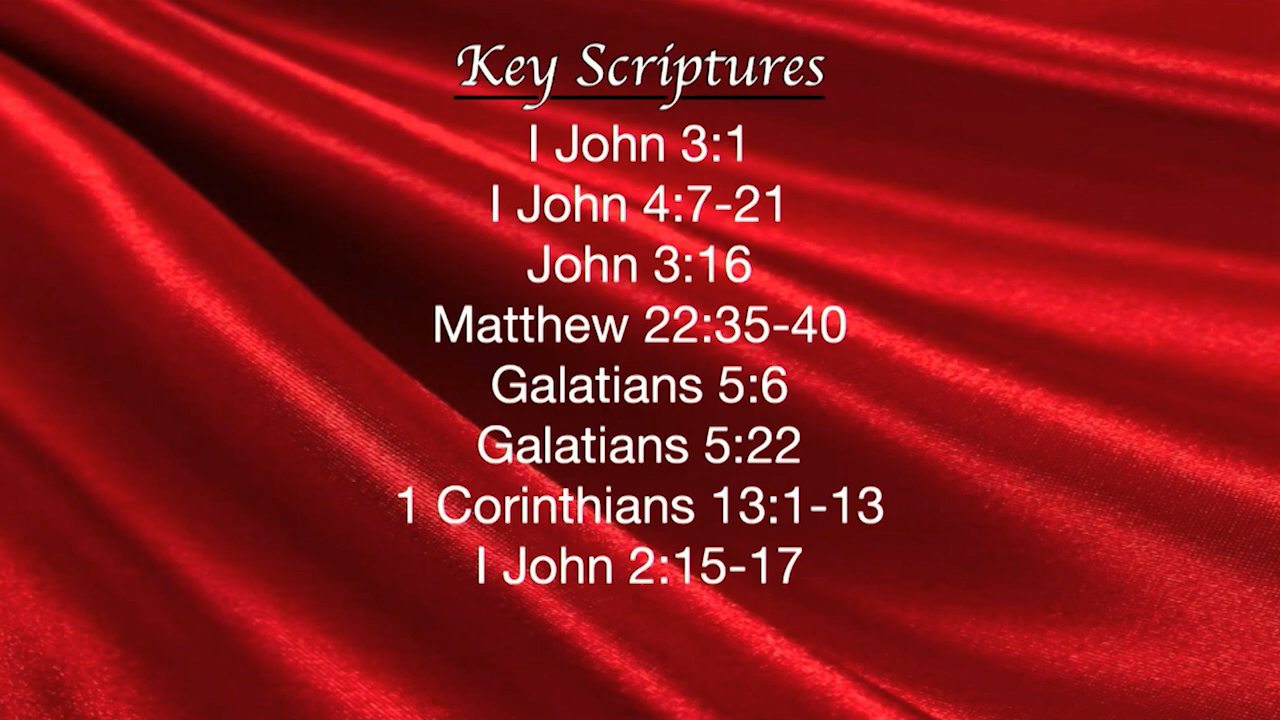 Key Scriptures
I John 3:1
I John 4:7-21
John 3:16
Matthew 22:35-40
Galatians 5:6
Galatians 5:22
1 Corinthians 13:1-13
I John 2:15-17